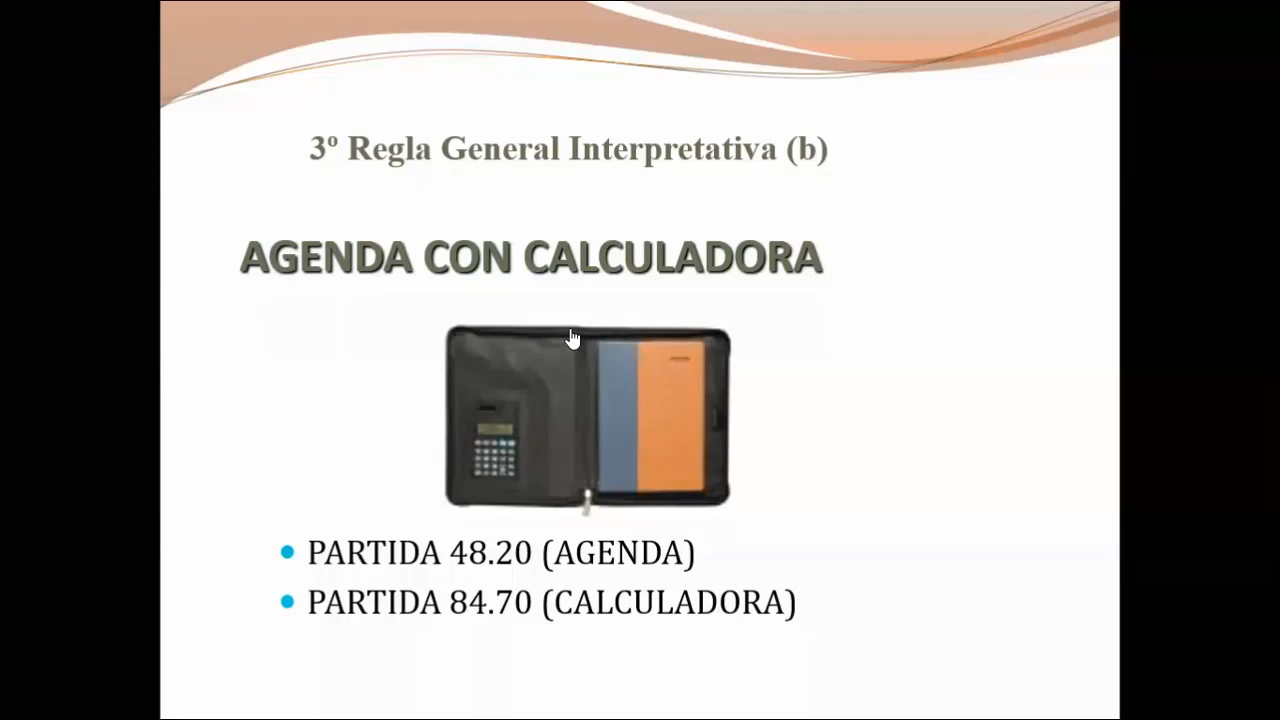 3º Regla General Interpretativa (b)
AGENDA CON CALCULADORA
PARTIDA 48.20 (AGENDA)
PARTIDA 84.70 (CALCULADORA)